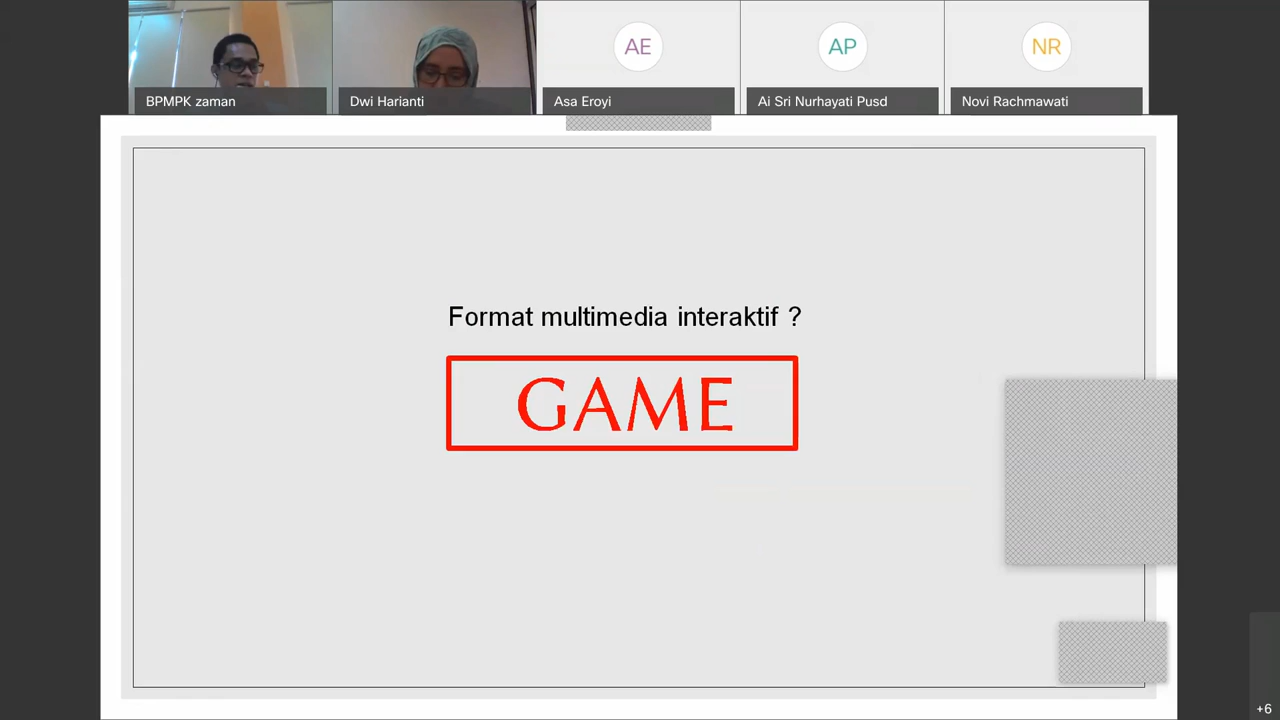 AE
AP
NR
BPMPK zaman
Dwi Harianti
Asa Eroyi
Ai Sri Nurhayati Pusd
Novi Rachmawati
Format multimedia interaktif ?
GAME
+6